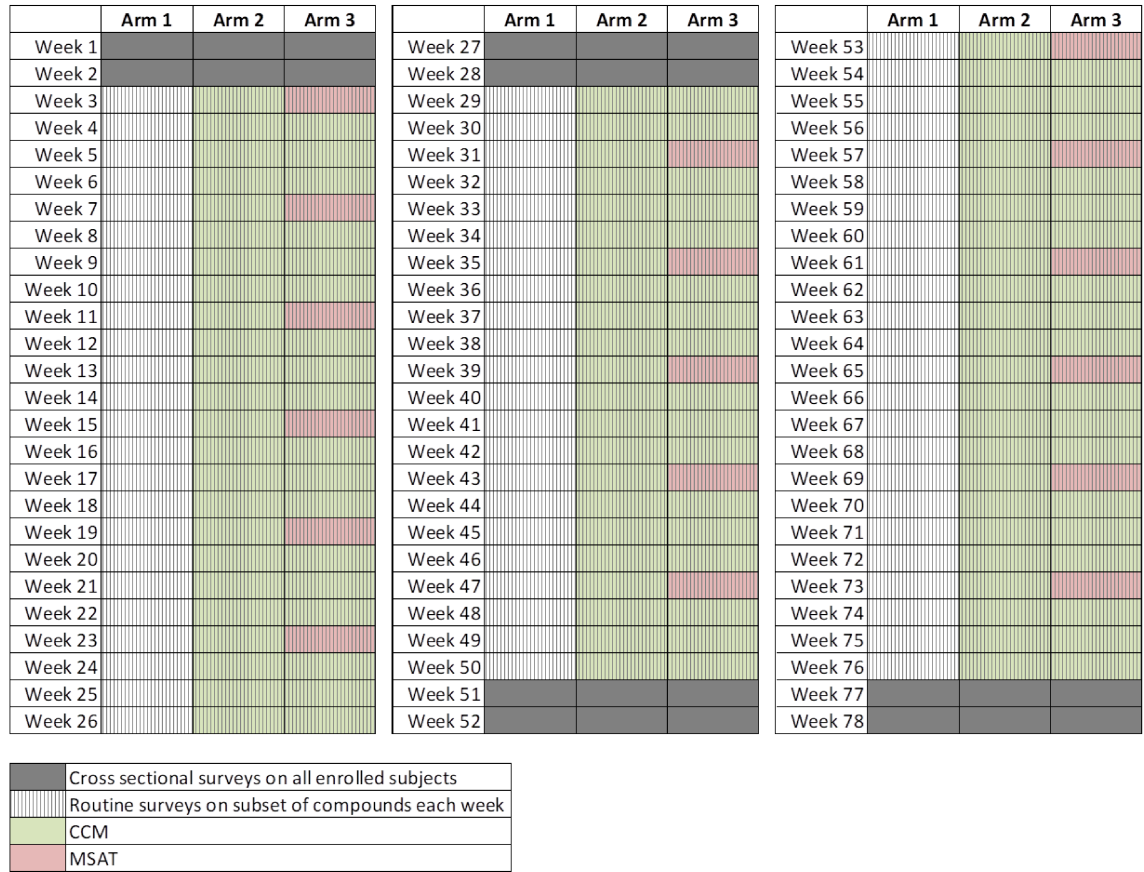 Arm 1 Arm 2 Arm 3
Week 1
Week 2
Week 3
Week 4
Week 5
Week 6
Week 7
Week 8
Week 9
Week 10
Week 11
Week 12
Week 13
Week 14
Week 15
Week 16
Week 17
Week 18
Week 19
Week 20
Week 21
Week 22
Week 23
Week 24
Week 25
Week 26
Arm 1 Arm 2 Arm 3
Week 27
Week 28
Week 29
Week 30
Week 31
Week 32
Week 33
Week 34
Week 35
Week 36
Week 37
Week 38
Week 39
Week 40
Week 41
Week 42
Week 43
Week 44
Week 45
Week 46
Week 47
Week 48
Week 49
Week 50
Week 51
Week 52
Arm 1 Arm 2 Arm 3
Week 53
Week 54
Week 55
Week 56
Week 57
Week 58
Week 59
Week 60
Week 61
Week 62
Week 63
Week 64
Week 65
Week 66
Week 67
Week 68
Week 69
Week 70
Week 71
Week 72
Week 73
Week 74
Week 75
Week 76
Week 77
Week 78
Cross sectional surveys on all enrolled subjects
Routine surveys on subset of compounds each week
CCM
MSAT